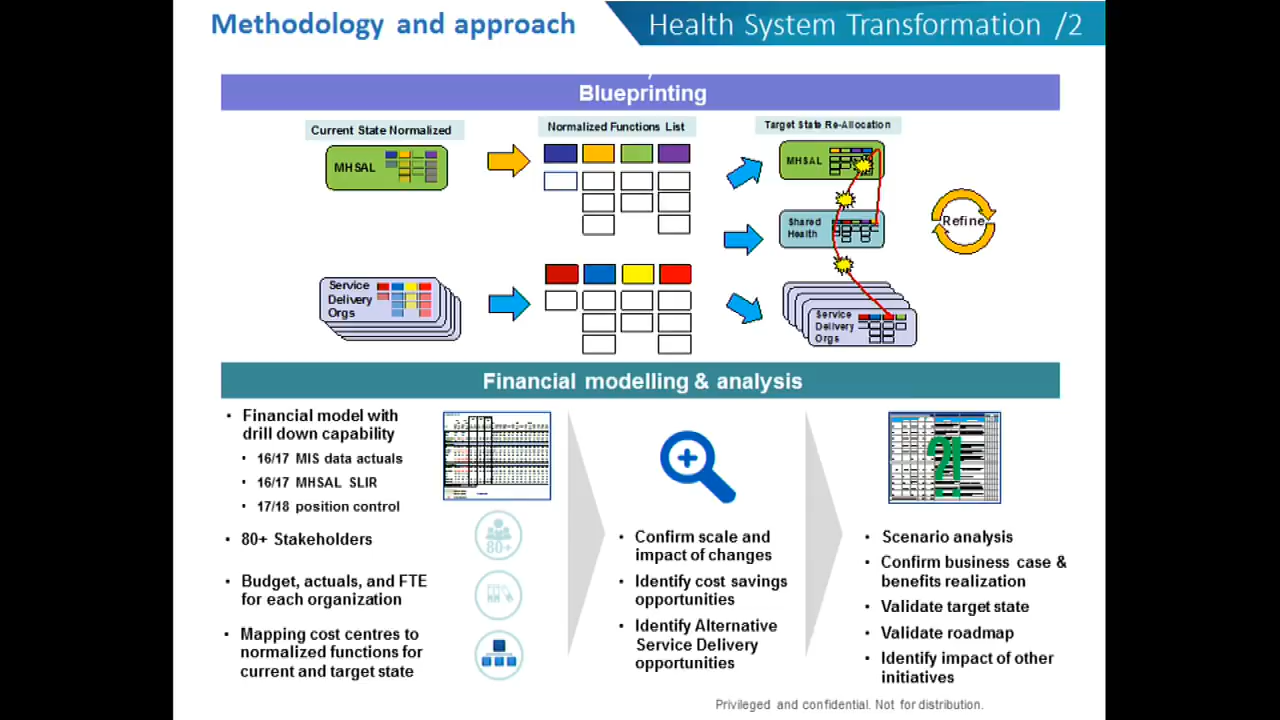 Methodology and approach
Health System Transformation /2
Blueprinting
Current State Normalized
Normalized Functions List
Target State Re-Allocation
MHSAL
MHSAL
Shared
Health
Refine
Service
Delivery
Orgs
Service
Delivery
Orgs
Financial modelling & analysis
• Financial model with
drill down capability
• 16/17 MIS data actuals
• 16/17 MHSAL SLIR
• 17/18 position control
• 80+ Stakeholders
80+
• Budget, actuals, and FTE
for each organization
• Mapping cost centres to
normalized functions for
current and target state
• Confirm scale and
impact of changes
• Identify cost savings
opportunities
• Identify Alternative
Service Delivery
opportunities
?!
• Scenario analysis
• Confirm business case &
benefits realization
• Validate target state
• Validate roadmap
• Identify impact of other
initiatives
Privileged and confidential. Not for distribution.